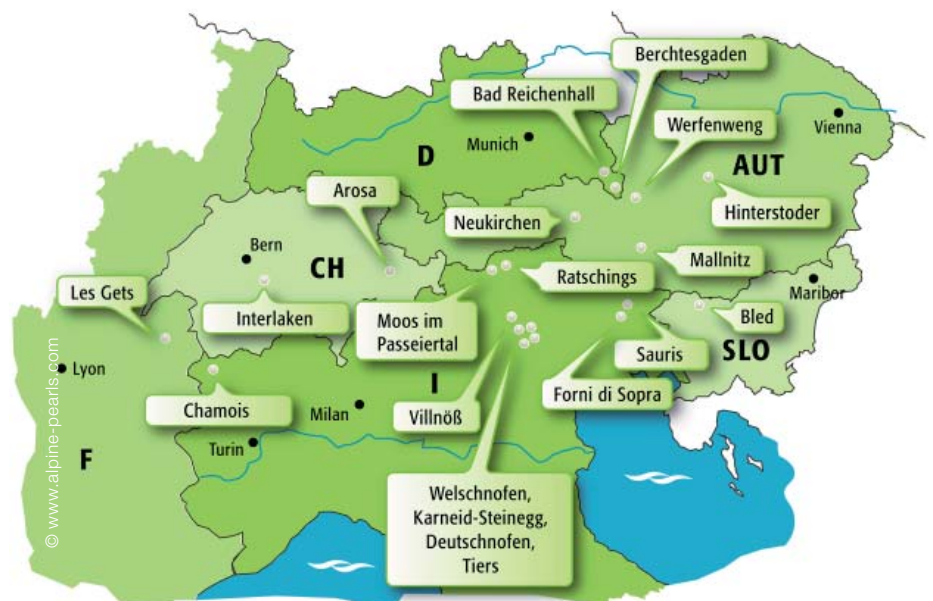 Berchtesgaden
Bad Reichenhall
Werfenweng
Vienna
Munich
D
AUT
Arosa
Neukirchen
Hinterstoder
Bern
CH
Mallnitz
Les Gets
Ratschings
Maribor
Interlaken
Moos im
Passeiertal
Bled
Sauris
SLO
Lyon
I
Forni di Sopra
Chamois
Milan
Villnöß
Turin
F
Welschnofen,
Karneid-Steinegg,
Deutschnofen,
Tiers
© www.alpine-pearls.com